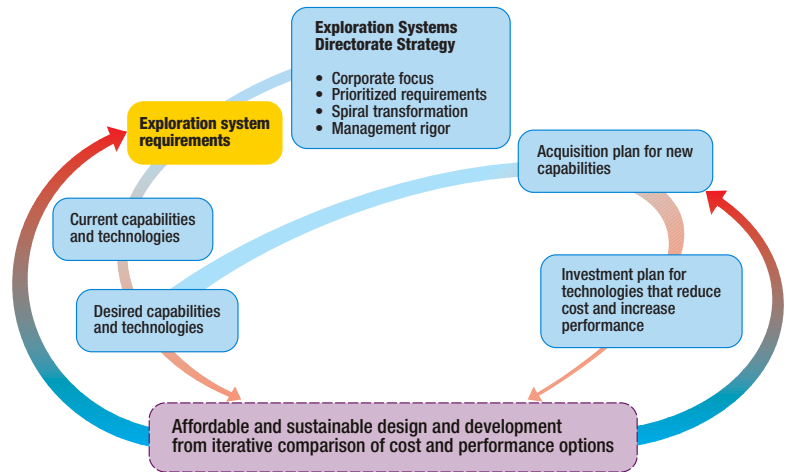 Exploration Systems
Directorate Strategy
• Corporate focus
• Prioritized requirements
• Spiral transformation
• Management rigor
Exploration system
requirements
Acquisition plan for new
capabilities
Current capabilities
and technologies
Desired capabilities
and technologies
Investment plan for
technologies that reduce
cost and increase
performance
Affordable and sustainable design and development
from iterative comparison of cost and performance options